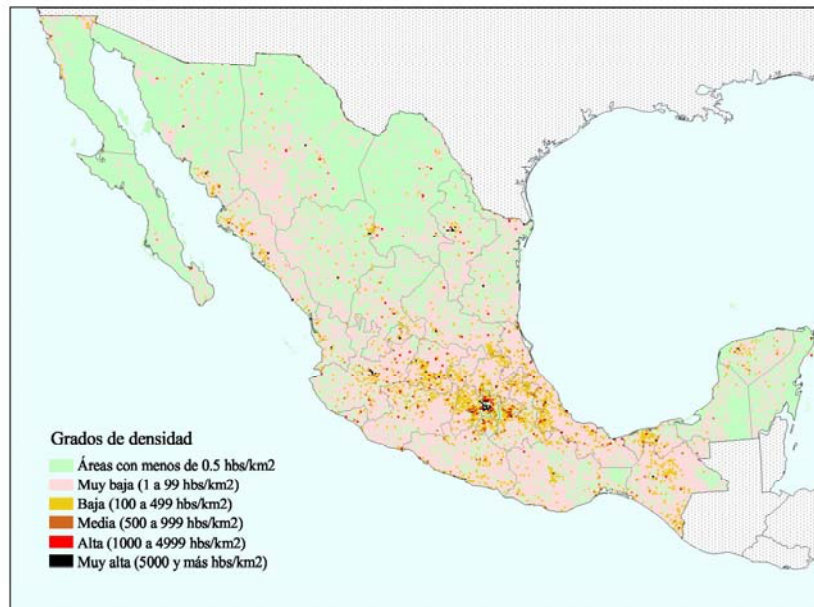 Grados de densidad
Áreas con menos de 0.5 hbs/km2
Muy baja (1 a 99 hbs/km2)
Baja (100 a 499 hbs/km2)
Media (500 a 999 hbs/km2)
Alta (1000 a 4999 hbs/km2)
Muy alta (5000 y más hbs/km2)